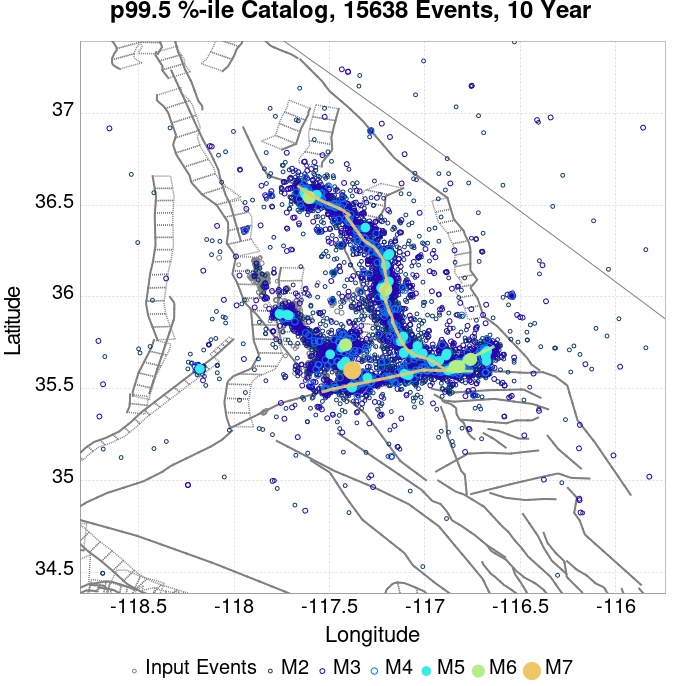 p99.5 %-ile Catalog, 15638 Events, 10 Year
37
36.5
36
35.5
35
34.5
Latitude
-118.5 -118 -117.5 -117 -116.5 -116
Longitude
Input Events M2 M3 M4 M5 M6 M7